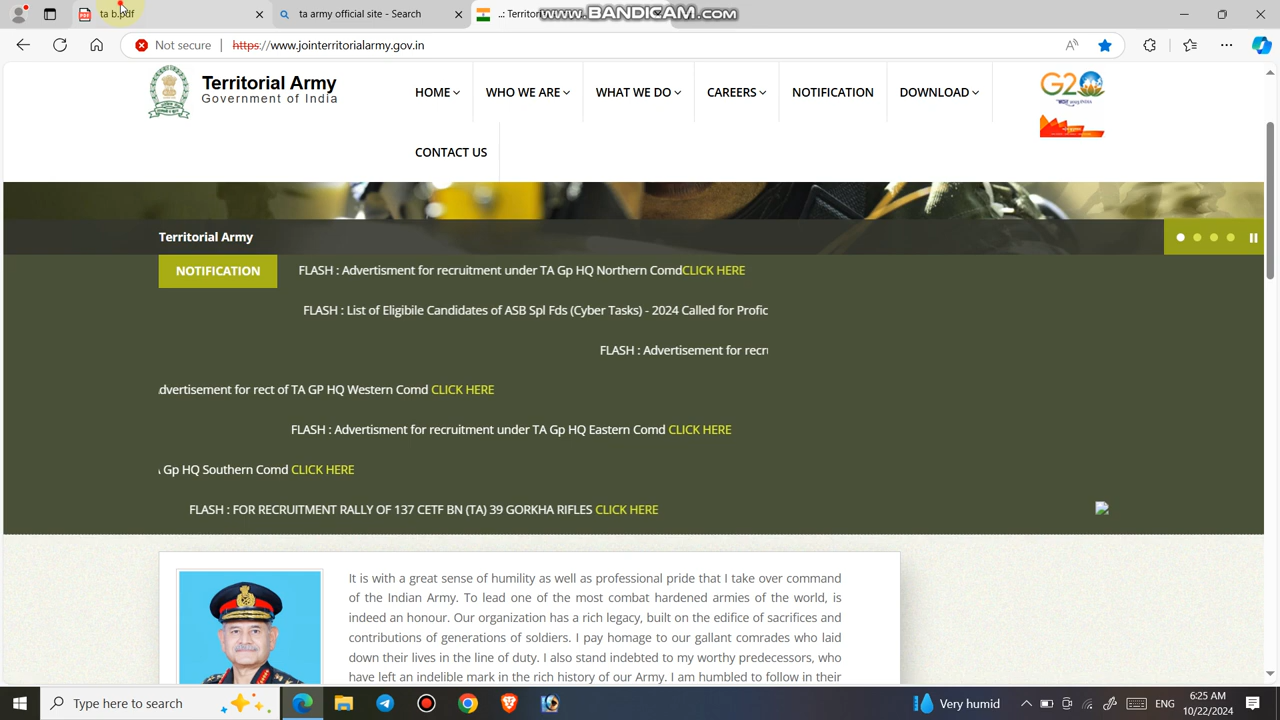 ta b
ta army official site - Search
.: Territor
www.BANDICAM.com
Not secure
https://www.jointerritorialarmy.gov.in
Territorial Army
Government of India
HOME
WHO WE ARE
WHAT WE DO
CAREERS
NOTIFICATION
DOWNLOAD
G20
CONTACT US
Territorial Army
NOTIFICATION
FLASH : Advertisment for recruitment under TA Gp HQ Northern ComdCLICK HERE
FLASH : List of Eligibile Candidates of ASB Spl Fds (Cyber Tasks) - 2024 Called for Profic
FLASH : Advertisement for recru
dvertisement for rect of TA GP HQ Western Comd CLICK HERE
FLASH : Advertisment for recruitment under TA Gp HQ Eastern Comd CLICK HERE
Gp HQ Southern Comd CLICK HERE
FLASH : FOR RECRUITMENT RALLY OF 137 CETF BN (TA) 39 GORKHA RIFLES CLICK HERE
It is with a great sense of humility as well as professional pride that I take over command
of the Indian Army. To lead one of the most combat hardened armies of the world, is
indeed an honour. Our organization has a rich legacy, built on the edifice of sacrifices and
contributions of generations of soldiers. I pay homage to our gallant comrades who laid
down their lives in the line of duty. I also stand indebted to my worthy predecessors, who
have left an indelible mark in the rich history of our Army. I am humbled to follow in their
Type here to search
Very humid
ENG
6:25 AM
10/22/2024